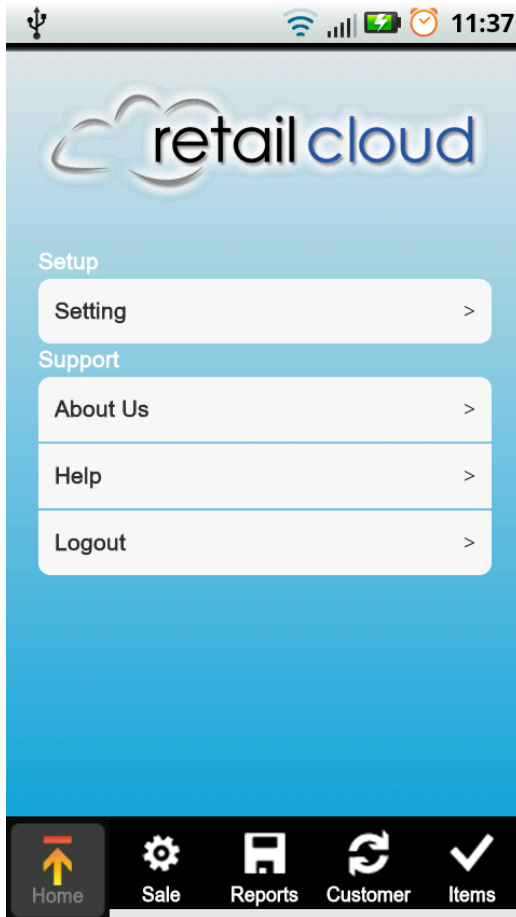 11:37
retail cloud
Setup
Setting >
Support
About Us >
Help >
Logout >
Home Sale Reports Customer Items